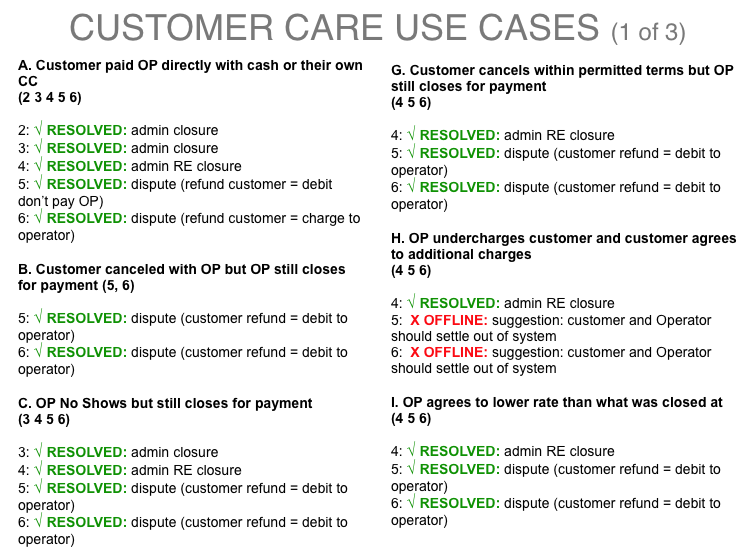 CUSTOMER CARE USE CASES (1 of 3)
A. Customer paid OP directly with cash or their own
CC
(2 3 4 5 6)
2: √ RESOLVED: admin closure
3: √ RESOLVED: admin closure
4: √ RESOLVED: admin RE closure
5: √ RESOLVED: dispute (refund customer = debit
don't pay OP)
6: √ RESOLVED: dispute (refund customer = charge to
operator)
B. Customer canceled with OP but OP still closes
for payment (5, 6)
5: √ RESOLVED: dispute (customer refund = debit to
operator)
6: √ RESOLVED: dispute (customer refund = debit to
operator)
C. OP No Shows but still closes for payment
(3 4 5 6)
3: √ RESOLVED: admin closure
4: √ RESOLVED: admin RE closure
5: √ RESOLVED: dispute (customer refund = debit to
operator)
6: √ RESOLVED: dispute (customer refund = debit to
operator)
G. Customer cancels within permitted terms but OP
still closes for payment
(4 5 6)
4: √ RESOLVED: admin RE closure
5: √ RESOLVED: dispute (customer refund = debit to
operator)
6: √ RESOLVED: dispute (customer refund = debit to
operator)
H. OP undercharges customer and customer agrees
to additional charges
(4 5 6)
4: √ RESOLVED: admin RE closure
5: X OFFLINE: suggestion: customer and Operator
should settle out of system
6: X OFFLINE: suggestion: customer and Operator
should settle out of system
I. OP agrees to lower rate than what was closed at
(4 5 6)
4: √ RESOLVED: admin RE closure
5: √ RESOLVED: dispute (customer refund = debit to
operator)
6: √ RESOLVED: dispute (customer refund = debit to
operator)